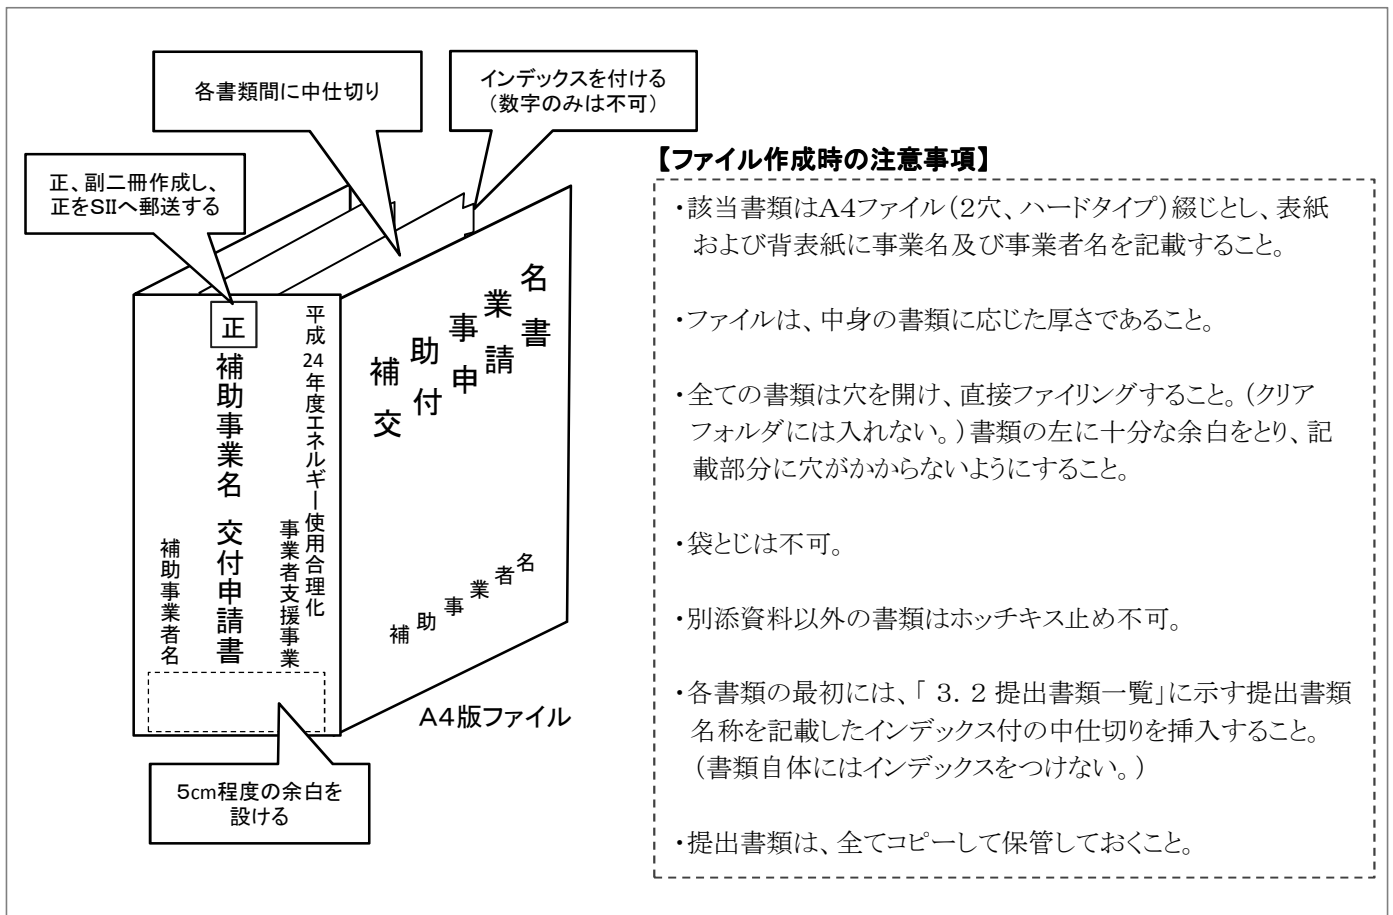 各書類間に中仕切り
インデックスを付ける
(数字のみは不可)
正、副二冊作成し、
正をSIIへ郵送する
正
補助事業名 交付申請書
平成24年度エネルギー使用合理化
事業者支援事業
補助事業者名
補助事業名
交付申請書
補助事業者名
A4版ファイル
5cm程度の余白を
設ける
【ファイル作成時の注意事項】
・該当書類はA4ファイル(2穴、ハードタイプ)綴じとし、表紙
および背表紙に事業名及び事業者名を記載すること。
・ファイルは、中身の書類に応じた厚さであること。
・全ての書類は穴を開け、直接ファイリングすること。(クリア
フォルダには入れない。)書類の左に十分な余白をとり、記
載部分に穴がかからないようにすること。
・袋とじは不可。
・別添資料以外の書類はホッチキス止め不可。
・各書類の最初には、「 3. 2 提出書類一覧」に示す提出書類
名称を記載したインデックス付の中仕切りを挿入すること。
(書類自体にはインデックスをつけない。)
・提出書類は、全てコピーして保管しておくこと。